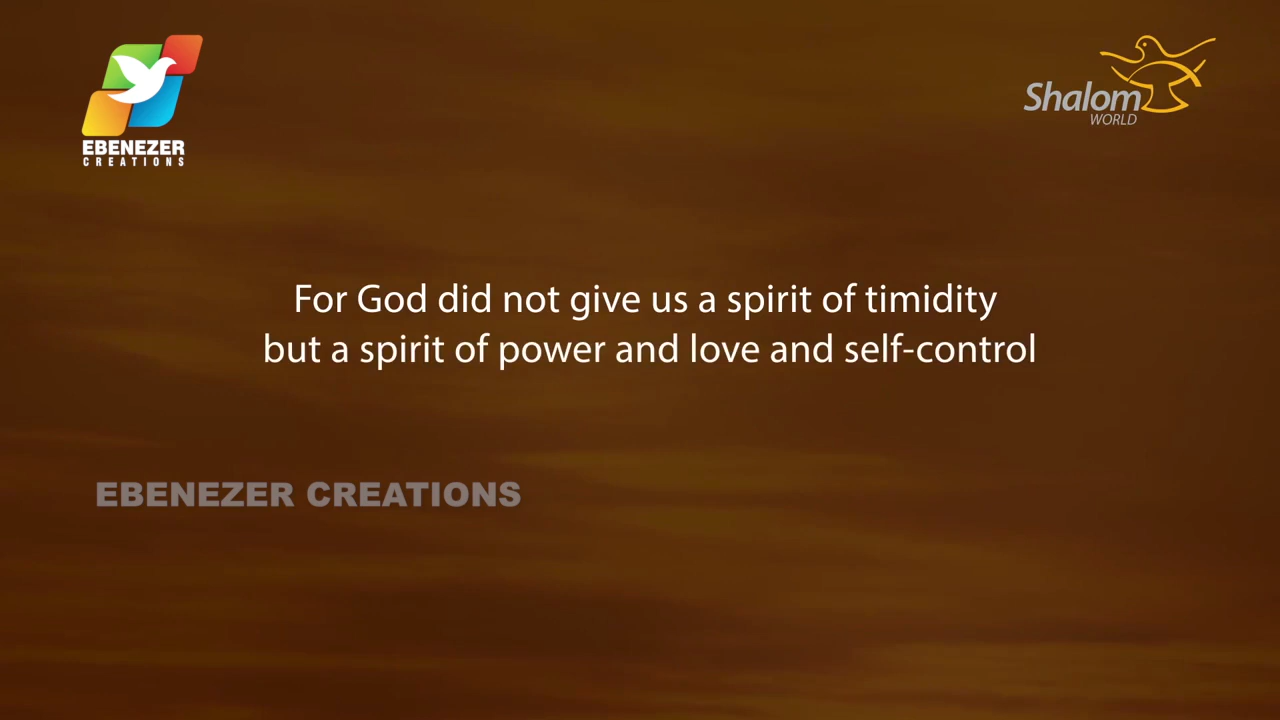 EBENEZER
CREATIONS
Shalom
WORLD
For God did not give us a spirit of timidity
but a spirit of power and love and self-control
EBENEZER CREATIONS